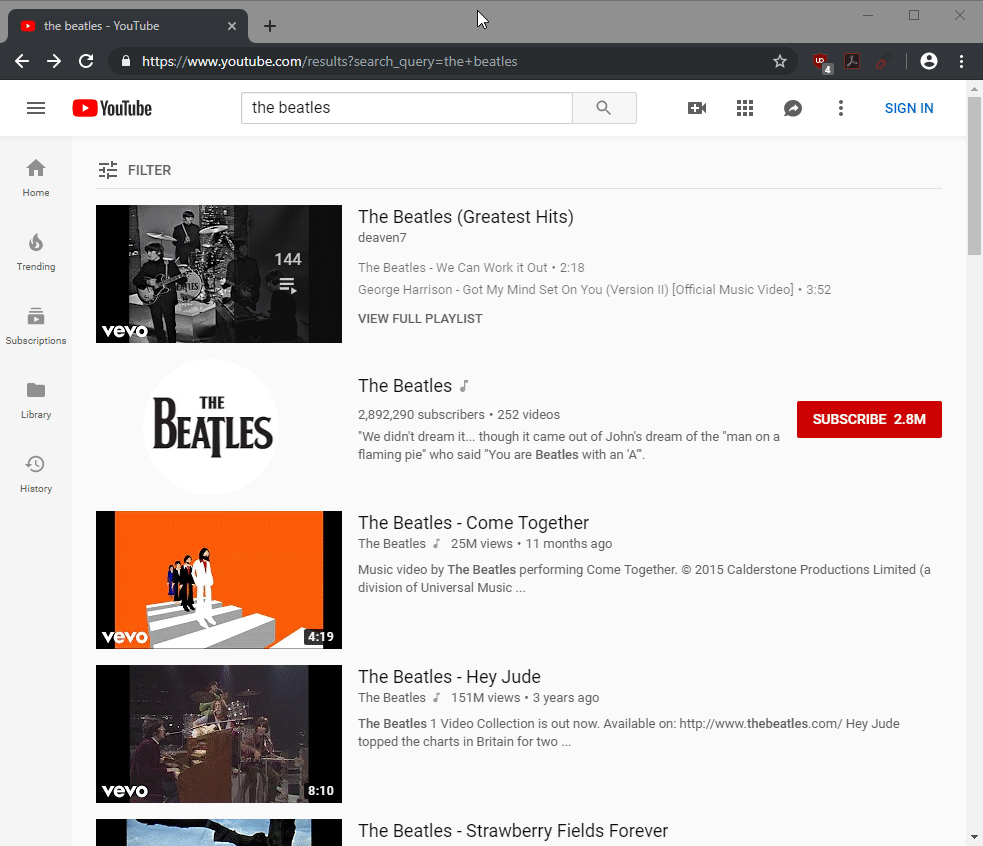 the beatles - YouTube
https://www.youtube.com/results?search_query=the+beatles
UD
4
YouTube
the beatles
SIGN IN
Home
Trending
Subscriptions
Library
History
FILTER
144
BEATLES
vevo
The Beatles (Greatest Hits)
deaven7
The Beatles - We Can Work it Out • 2:18
George Harrison - Got My Mind Set On You (Version II) [Official Music Video] • 3:52
VIEW FULL PLAYLIST
THE
BEATLES
The Beatles
2,892,290 subscribers • 252 videos
"We didn't dream it... though it came out of John's dream of the "man on a
flaming pie" who said "You are Beatles with an 'A'".
SUBSCRIBE 2.8M
vevo
4:19
The Beatles - Come Together
The Beatles 25M views • 11 months ago
Music video by The Beatles performing Come Together. © 2015 Calderstone Productions Limited (a
division of Universal Music ...
vevo
8:10
The Beatles - Hey Jude
The Beatles 151M views • 3 years ago
The Beatles 1 Video Collection is out now. Available on: http://www.thebeatles.com/ Hey Jude
topped the charts in Britain for two ...
The Beatles - Strawberry Fields Forever